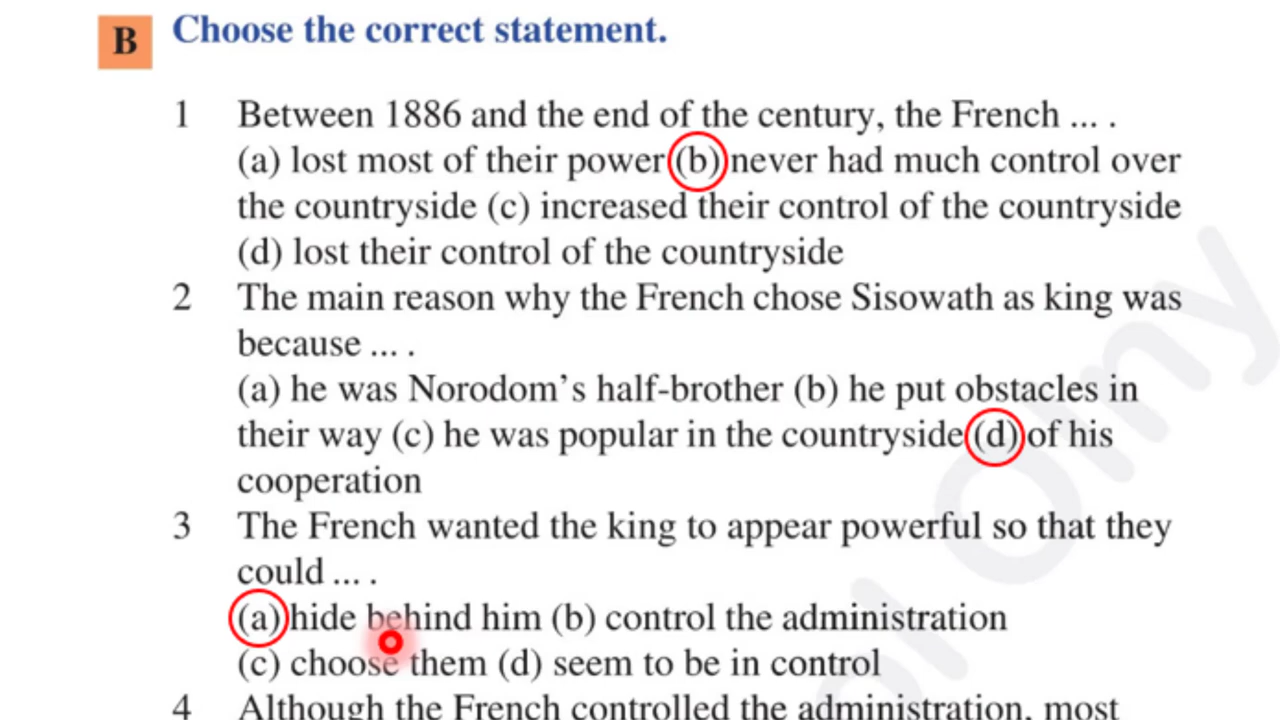 B Choose the correct statement.
1 Between 1886 and the end of the century, the French ... .
(a) lost most of their power (b) never had much control over
the countryside (c) increased their control of the countryside
(d) lost their control of the countryside
2 The main reason why the French chose Sisowath as king was
because ... .
(a) he was Norodom's half-brother (b) he put obstacles in
their way (c) he was popular in the countryside (d) of his
cooperation
3 The French wanted the king to appear powerful so that they
could ... .
(a) hide behind him (b) control the administration
(c) choose them (d) seem to be in control
4 Although the French controlled the administration, most